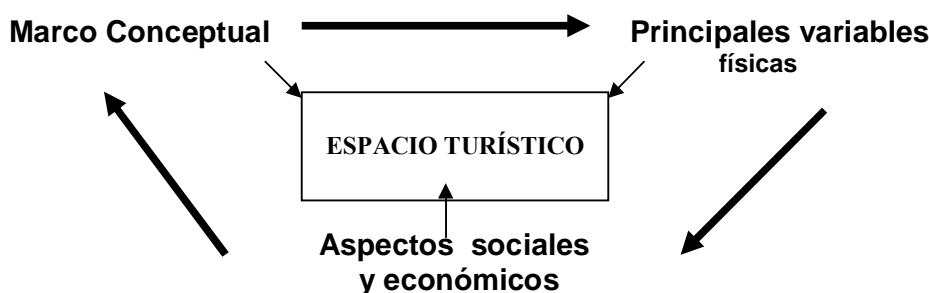 Marco Conceptual
Principales variables
físicas
ESPACIO TURÍSTICO
Aspectos sociales
y económicos